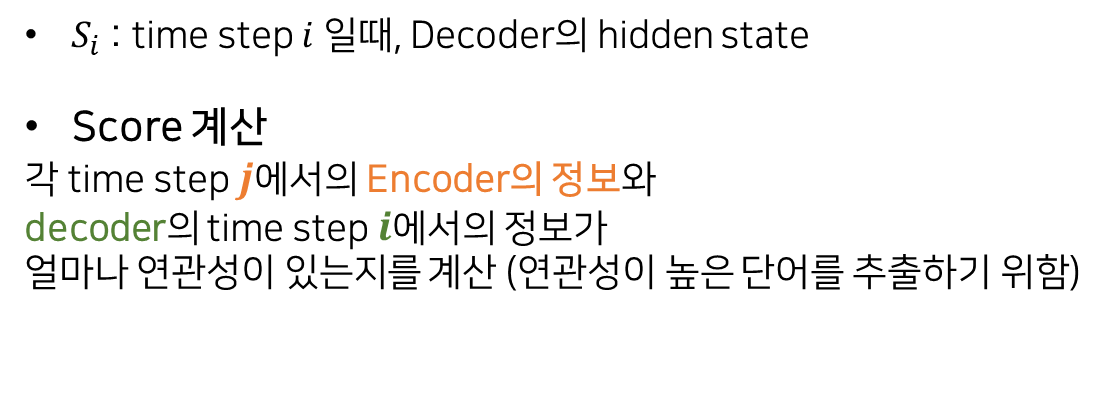 • Sᵢ : time step i 일때, Decoder의 hidden state
• Score 계산
각 time step j에서의 Encoder의 정보와
decoder의 time step i에서의 정보가
얼마나 연관성이 있는지를 계산 (연관성이 높은 단어를 추출하기 위함)